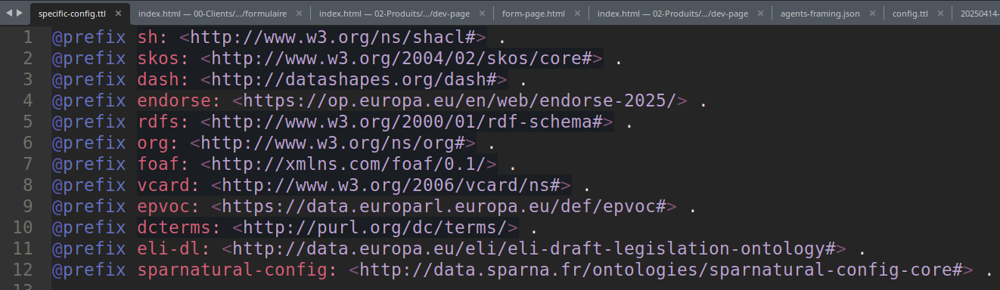 specific-config.ttl × index.html — 00-Clients/.../formulaire × index.html — 02-Produits/.../dev-page × form-page.html × index.html — 02-Produits/.../dev-page × agents-framing.json × config.ttl × 20250414-
1 @prefix sh: <http://www.w3.org/ns/shacl#> .
2 @prefix skos: <http://www.w3.org/2004/02/skos/core#> .
3 @prefix dash: <http://datashapes.org/dash#> .
4 @prefix endorse: <https://op.europa.eu/en/web/endorse-2025/> .
5 @prefix rdfs: <http://www.w3.org/2000/01/rdf-schema#> .
6 @prefix org: <http://www.w3.org/ns/org#> .
7 @prefix foaf: <http://xmlns.com/foaf/0.1/> .
8 @prefix vcard: <http://www.w3.org/2006/vcard/ns#> .
9 @prefix epvoc: <https://data.europarl.europa.eu/def/epvoc#> .
10 @prefix dcterms: <http://purl.org/dc/terms/> .
11 @prefix eli-dl: <http://data.europa.eu/eli/eli-draft-legislation-ontology#> .
12 @prefix sparnatural-config: <http://data.sparna.fr/ontologies/sparnatural-config-core#> .